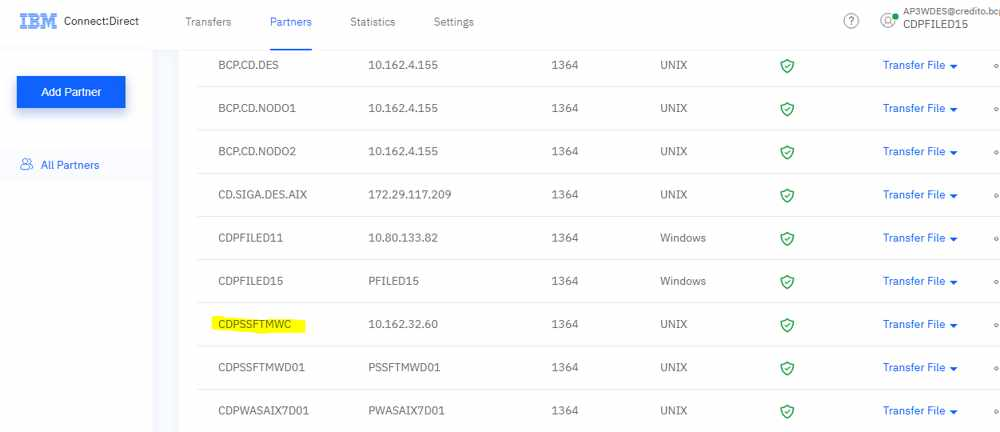 IBM Connect:Direct Transfers Partners Statistics Settings ? AP3WDES@credito.bcp
CDPFILED15
Add Partner
All Partners
BCP.CD.DES 10.162.4.155 1364 UNIX Transfer File
BCP.CD.NODO1 10.162.4.155 1364 UNIX Transfer File
BCP.CD.NODO2 10.162.4.155 1364 UNIX Transfer File
CD.SIGA.DES.AIX 172.29.117.209 1364 UNIX Transfer File
CDPFILED11 10.80.133.82 1364 Windows Transfer File
CDPFILED15 PFILED15 1364 Windows Transfer File
CDPSSFTMWC 10.162.32.60 1364 UNIX Transfer File
CDPSSFTMWD01 PSSFTMWD01 1364 UNIX Transfer File
CDPWASAIX7D01 PWASAIX7D01 1364 UNIX Transfer File